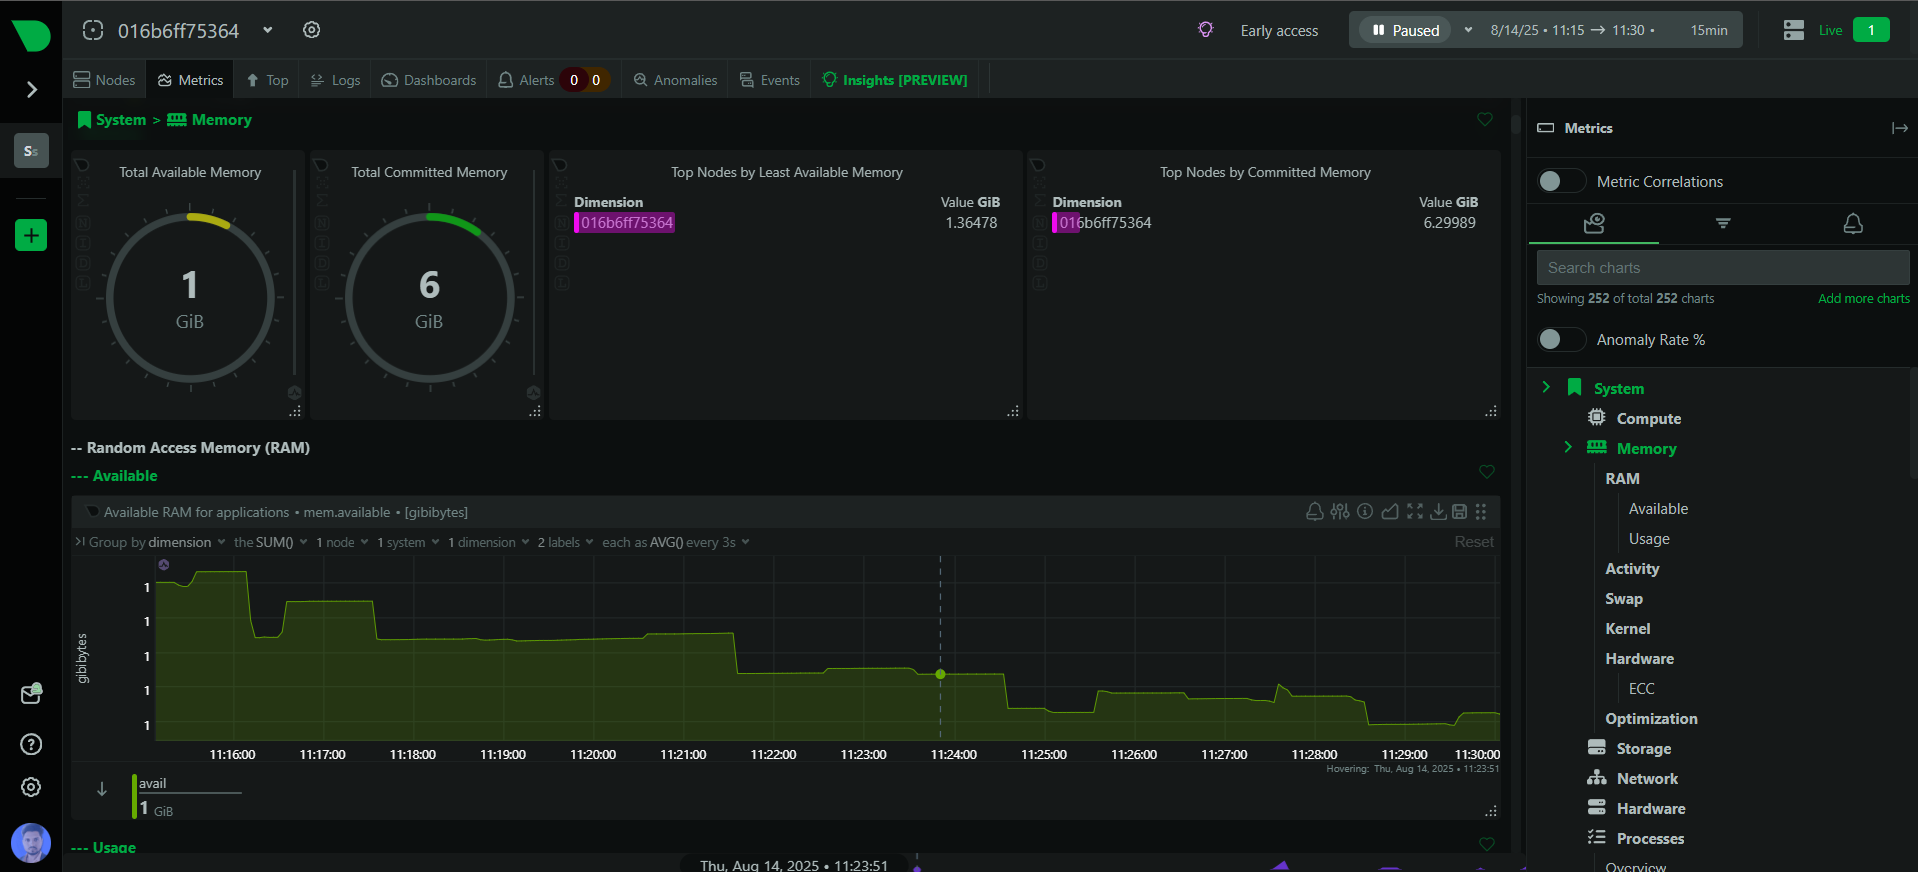 016b6ff75364
Early access
Paused
8/14/25 • 11:15 → 11:30 •
15min
Live
1
Nodes
Metrics
Top
Logs
Dashboards
Alerts
0
0
Anomalies
Events
Insights [PREVIEW]
Ss
System > Memory
Total Available Memory
1
GiB
Total Committed Memory
6
GiB
Top Nodes by Least Available Memory
Dimension Value GiB
016b6ff75364 1.36478
Top Nodes by Committed Memory
Dimension Value GiB
016b6ff75364 6.29989
-- Random Access Memory (RAM)
--- Available
Available RAM for applications • mem.available • [gibibytes]
Group by dimension the SUM() 1 node 1 system 1 dimension 2 labels each as AVG() every 3s
Reset
gibibytes
1
1
1
1
1
11:16:00 11:17:00 11:18:00 11:19:00 11:20:00 11:21:00 11:22:00 11:23:00 11:24:00 11:25:00 11:26:00 11:27:00 11:28:00 11:29:00 11:30:00
Hovering: Thu, Aug 14, 2025 • 11:23:51
avail
1 GiB
--- Usage
Thu, Aug 14, 2025 • 11:23:51
Metrics
Metric Correlations
Search charts
Showing 252 of total 252 charts
Add more charts
Anomaly Rate %
System
Compute
Memory
RAM
Available
Usage
Activity
Swap
Kernel
Hardware
ECC
Optimization
Storage
Network
Hardware
Processes
Overview